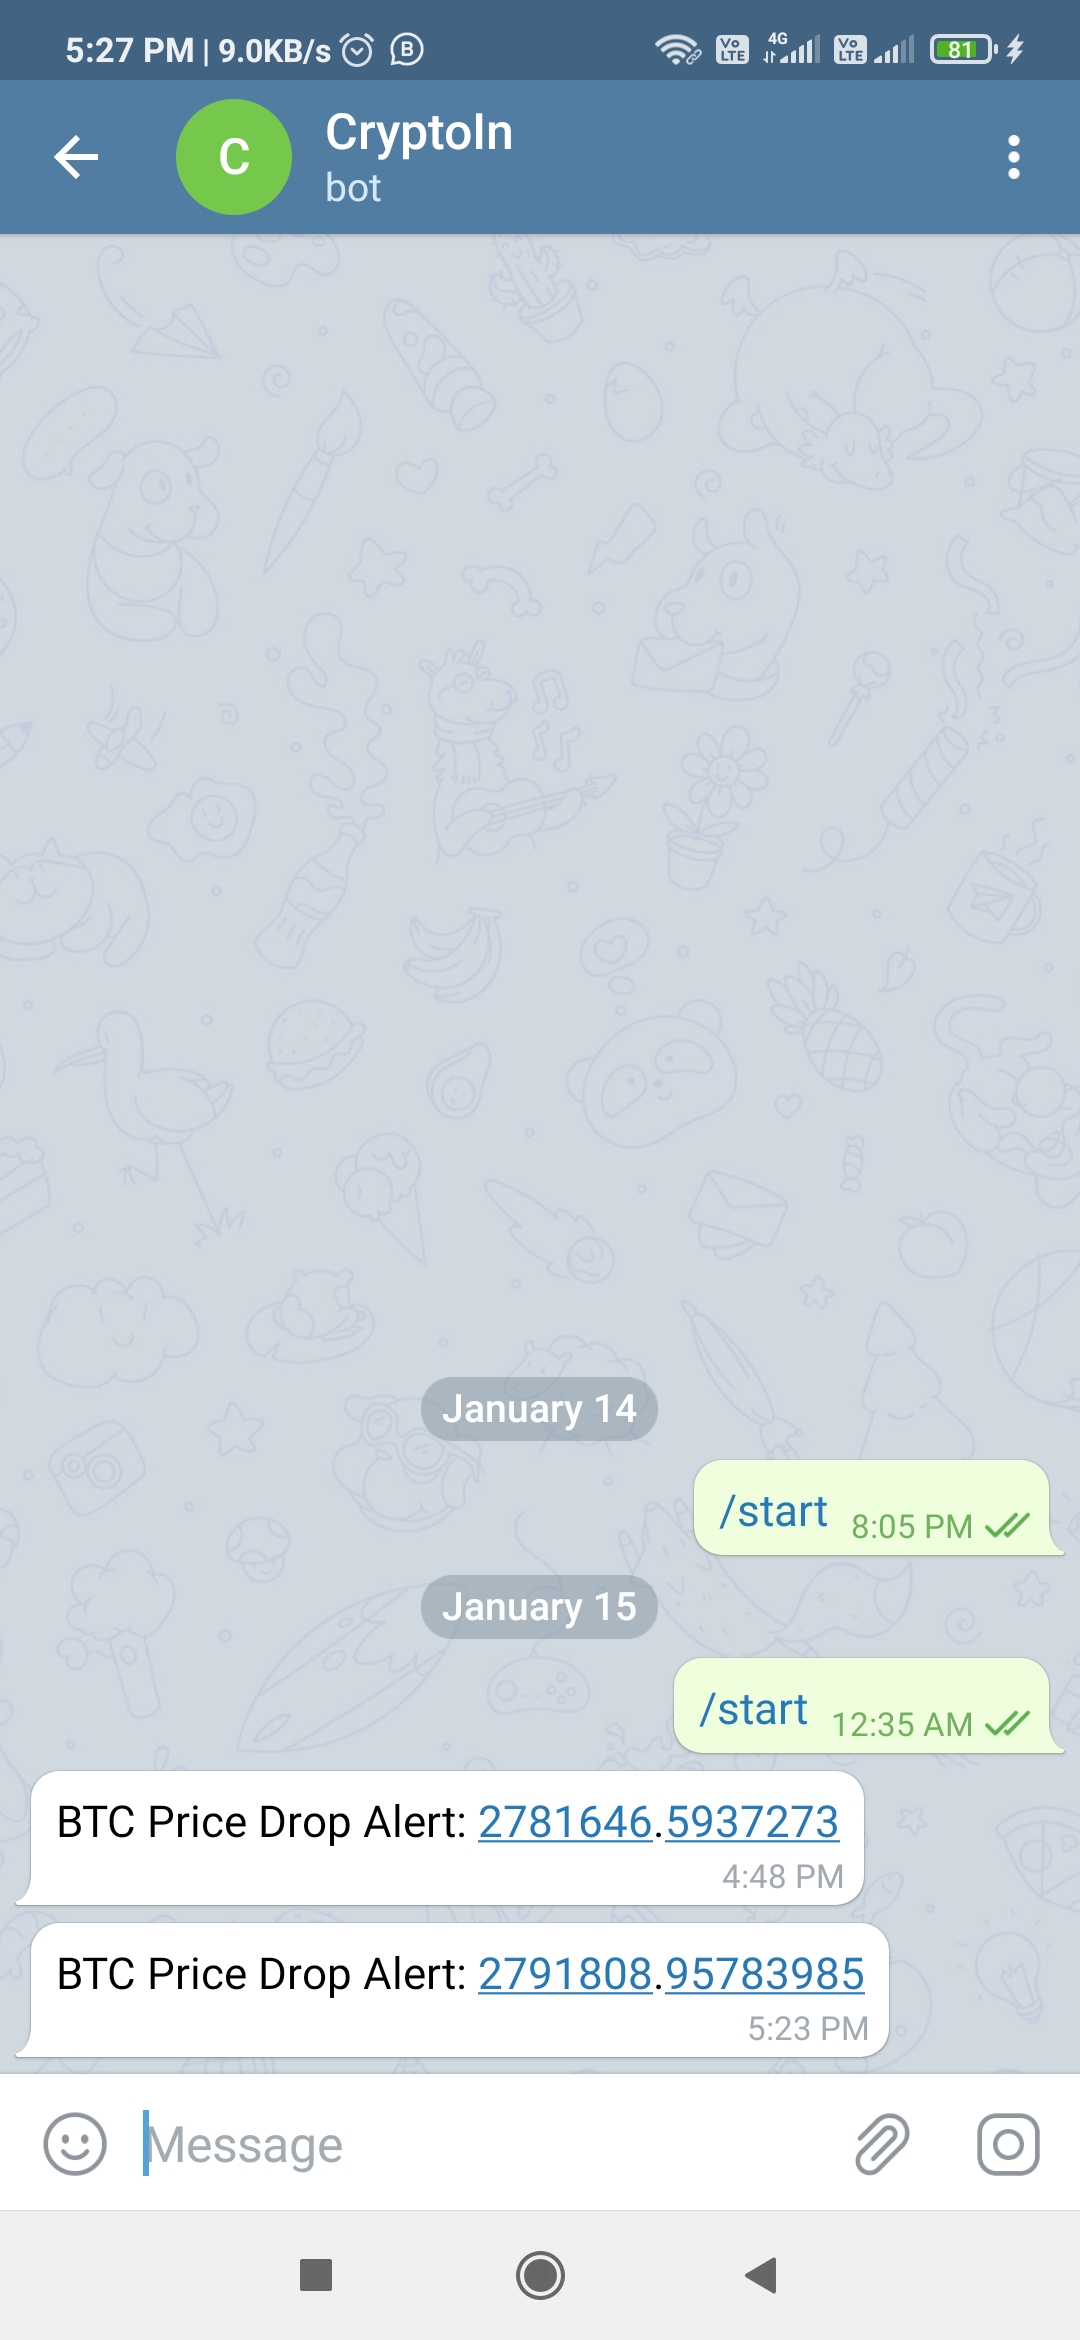 5:27 PM | 9.0KB/s B Vo LTE 4G Vo LTE 81
C
CryptoIn
bot
January 14
/start 8:05 PM
January 15
/start 12:35 AM
BTC Price Drop Alert: 2781646.5937273
4:48 PM
BTC Price Drop Alert: 2791808.95783985
5:23 PM
Message